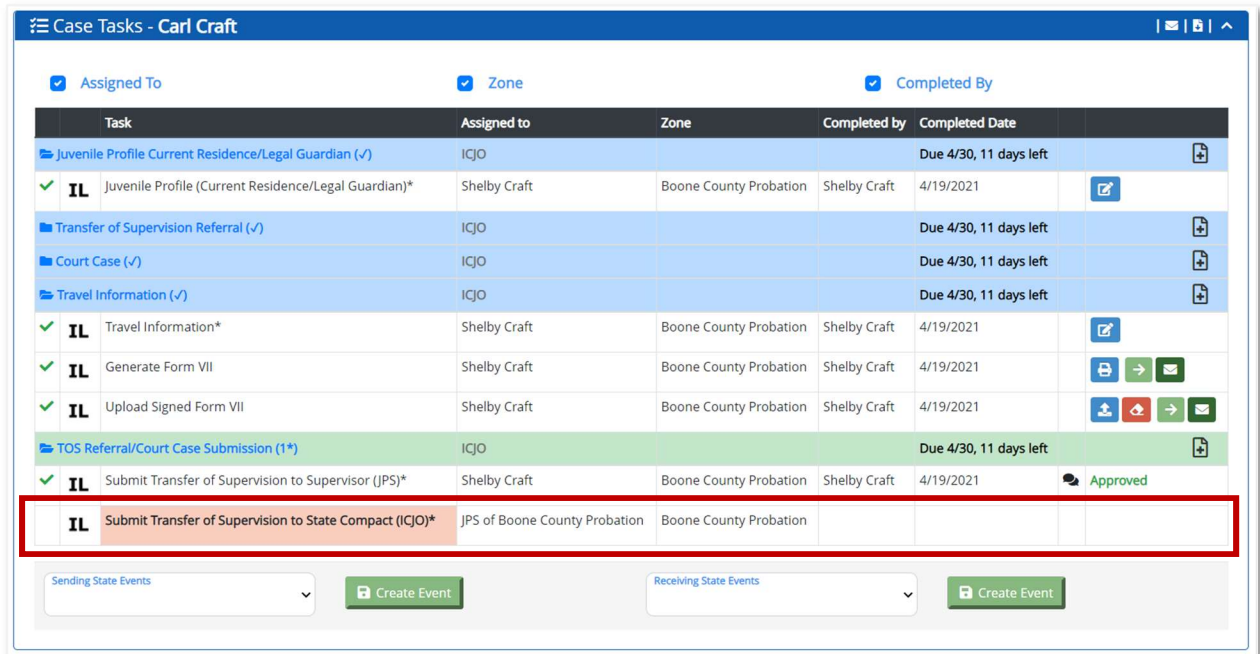 Case Tasks - Carl Craft
Assigned To Zone Completed By
Task Assigned to Zone Completed by Completed Date
Juvenile Profile Current Residence/Legal Guardian (✓) ICJO Due 4/30, 11 days left
IL Juvenile Profile (Current Residence/Legal Guardian)* Shelby Craft Boone County Probation Shelby Craft 4/19/2021
Transfer of Supervision Referral (✓) ICJO Due 4/30, 11 days left
Court Case (✓) ICJO Due 4/30, 11 days left
Travel Information (✓) ICJO Due 4/30, 11 days left
IL Travel Information* Shelby Craft Boone County Probation Shelby Craft 4/19/2021
IL Generate Form VII Shelby Craft Boone County Probation Shelby Craft 4/19/2021
IL Upload Signed Form VII Shelby Craft Boone County Probation Shelby Craft 4/19/2021
TOS Referral/Court Case Submission (1*) ICJO Due 4/30, 11 days left
IL Submit Transfer of Supervision to Supervisor (JPS)* Shelby Craft Boone County Probation Shelby Craft 4/19/2021 Approved
IL Submit Transfer of Supervision to State Compact (ICJO)* JPS of Boone County Probation Boone County Probation
Sending State Events Create Event Receiving State Events Create Event